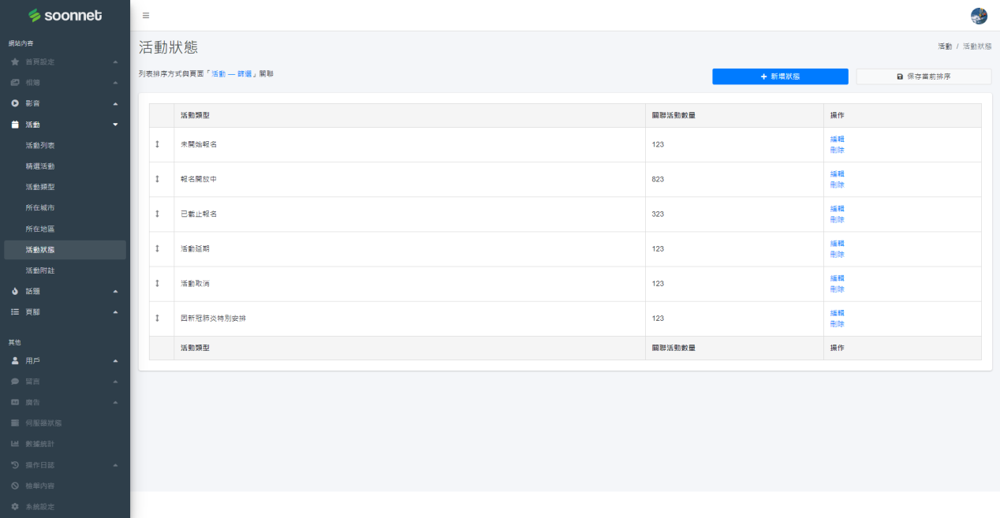 soonnet
網站內容
首頁設定
相簿
影音
活動
活動列表
精選活動
活動類型
所在城市
所在地區
活動狀態
活動附註
話題
頁腳
其他
用戶
留言
廣告
伺服器狀態
數據統計
操作日誌
檢舉內容
系統設定
活動狀態
活動 / 活動狀態
列表排序方式與頁面「活動 — 篩選」關聯
新增狀態
保存當前排序
活動類型 關聯活動數量 操作
未開始報名 123 編輯
刪除
報名開放中 823 編輯
刪除
已截止報名 323 編輯
刪除
活動延期 123 編輯
刪除
活動取消 123 編輯
刪除
因新冠肺炎特別安排 123 編輯
刪除
活動類型 關聯活動數量 操作